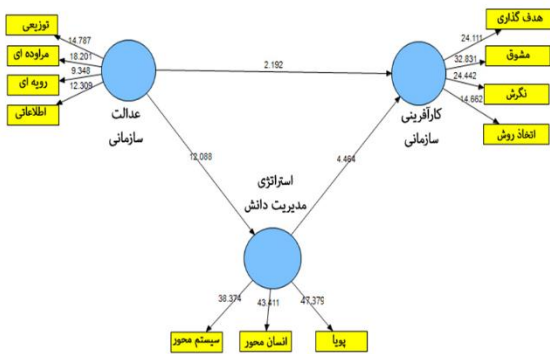 توزیعی
مراوده ای
رویه ای
اطلاعاتی
14.787
18.201
9.348
12.309
عدالت
سازمانی
2.192
هدف گذاری
مشوق
نگرش
اتخاذ روش
24.111
32.831
24.442
14.662
کارآفرینی
سازمانی
12.088
4.464
استراتژی
مدیریت دانش
38.374
43.411
47.379
سیستم محور
انسان محور
پویا